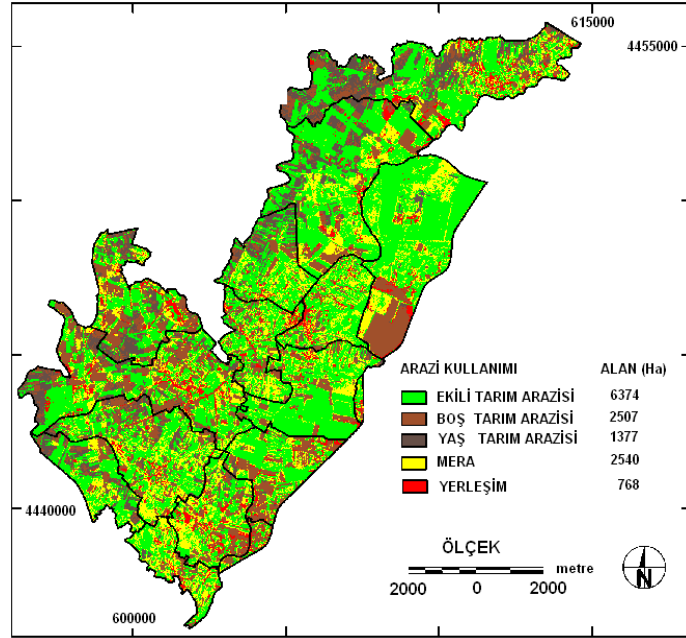 615000
4455000
ARAZİ KULLANIMI ALAN (Ha)
EKİLİ TARIM ARAZİSİ 6374
BOŞ TARIM ARAZİSİ 2507
YAŞ TARIM ARAZİSİ 1377
MERA 2540
YERLEŞİM 768
4440000
ÖLÇEK
metre
2000 0 2000
N
600000